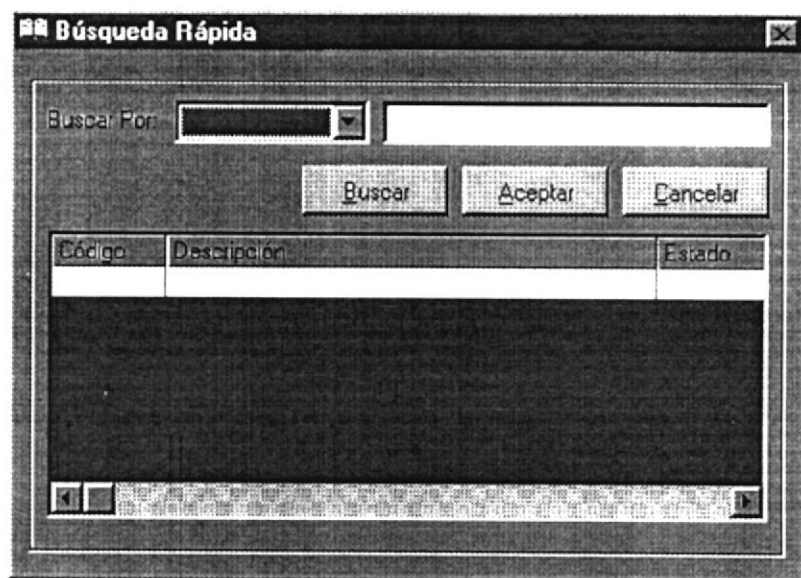 Búsqueda Rápida
Buscar Por:
Buscar Aceptar Cancelar
Código Descripción Estado